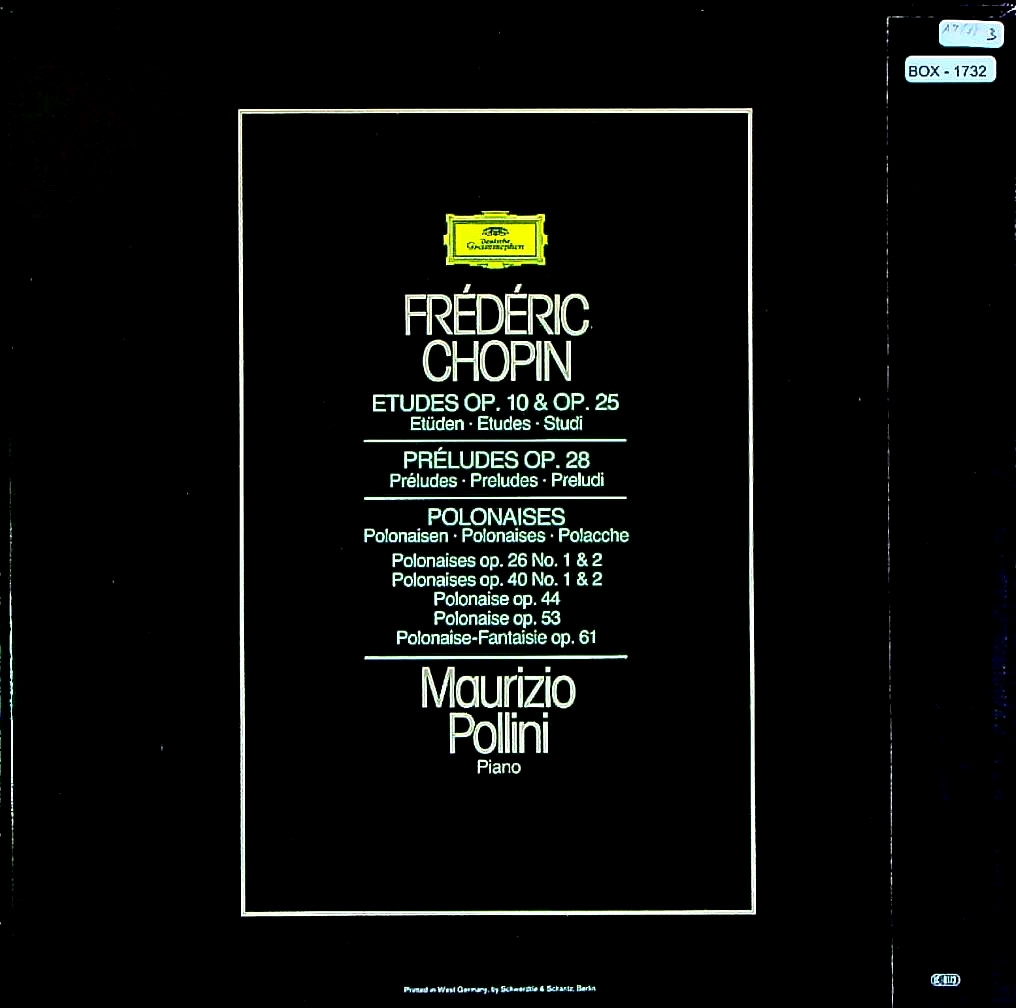 3
BOX - 1732
Deutsche
Grammophon
FRÉDÉRIC
CHOPIN
ETUDES OP. 10 & OP. 25
Etüden · Etudes · Studi
PRÉLUDES OP. 28
Préludes · Preludes · Preludi
POLONAISES
Polonaisen · Polonaises · Polacche
Polonaises op. 26 No. 1 & 2
Polonaises op. 40 No. 1 & 2
Polonaise op. 44
Polonaise op. 53
Polonaise-Fantaisie op. 61
Maurizio
Pollini
Piano
Printed in West Germany, by Schwerdtle & Schantz, Berlin